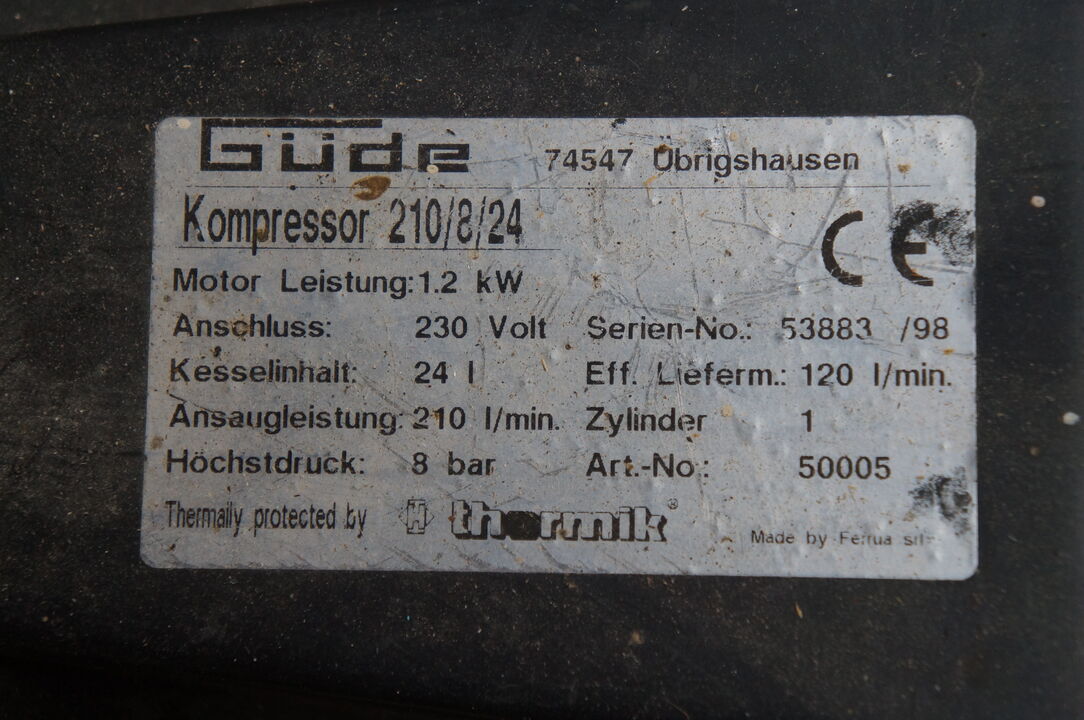 Güde 74547 Übrigshausen
Kompressor 210/8/24
CE
Motor Leistung: 1.2 kW
Anschluss: 230 Volt Serien-No.: 53883 /98
Kesselinhalt: 24 l Eff. Lieferm.: 120 l/min.
Ansaugleistung: 210 l/min. Zylinder 1
Höchstdruck: 8 bar Art.-No.: 50005
Thermally protected by thermik®
Made by Ferrua srl